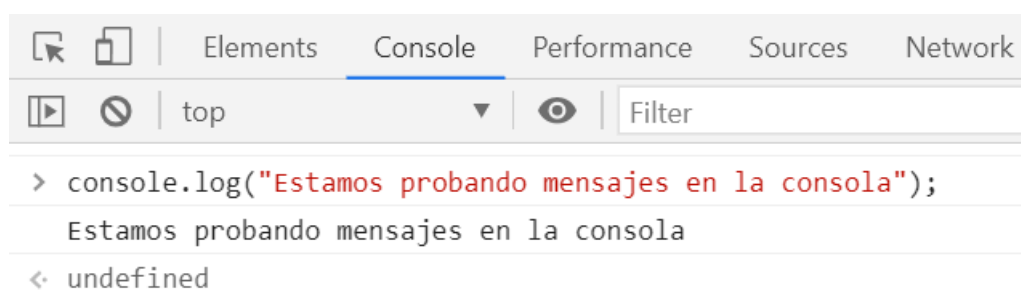 Elements Console Performance Sources Network
top Filter
> console.log("Estamos probando mensajes en la consola");
Estamos probando mensajes en la consola
undefined